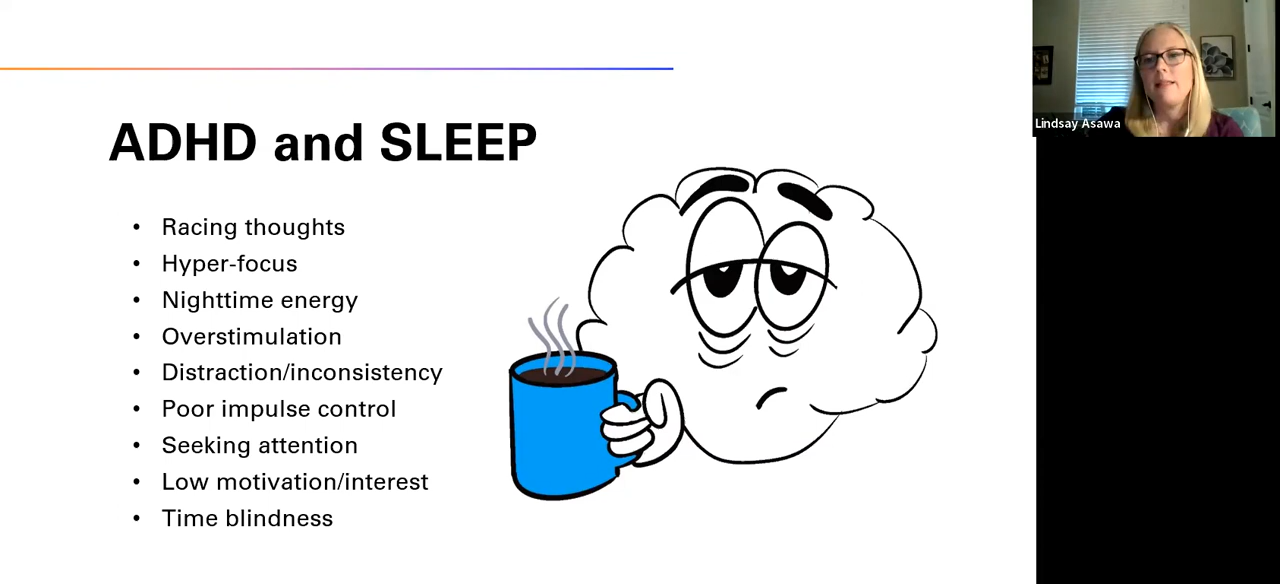 ADHD and SLEEP
• Racing thoughts
• Hyper-focus
• Nighttime energy
• Overstimulation
• Distraction/inconsistency
• Poor impulse control
• Seeking attention
• Low motivation/interest
• Time blindness
Lindsay Asawa